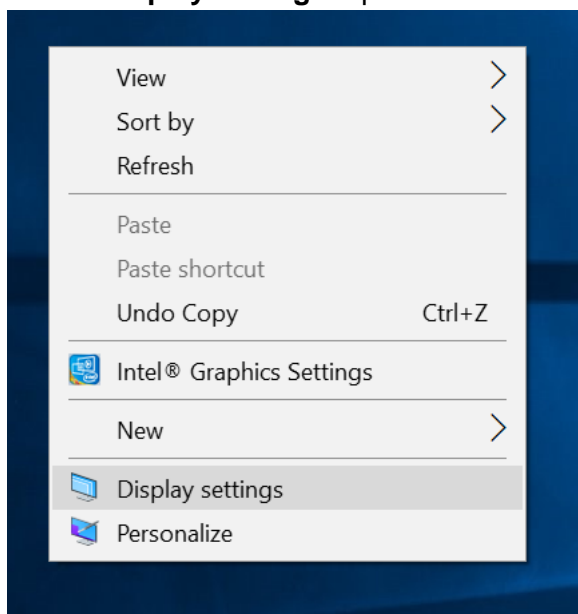 View
Sort by
Refresh
Paste
Paste shortcut
Undo Copy Ctrl+Z
Intel® Graphics Settings
New
Display settings
Personalize